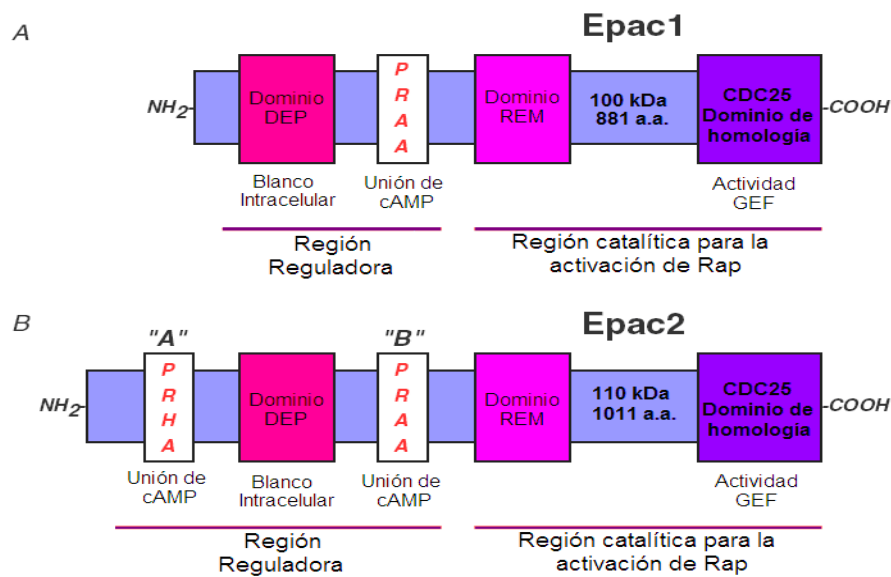 A
Epac1
NH2
Dominio
DEP
P
R
A
A
Dominio
REM
100 kDa
881 a.a.
CDC25
Dominio de
homología
-COOH
Blanco
Intracelular
Unión de
cAMP
Actividad
GEF
Región
Reguladora
Región catalítica para la
activación de Rap
B
"A"
"B"
Epac2
NH2
P
R
H
A
Dominio
DEP
P
R
A
A
Dominio
REM
110 kDa
1011 a.a.
CDC25
Dominio de
homología
-COOH
Unión de
cAMP
Blanco
Intracelular
Unión de
cAMP
Actividad
GEF
Región
Reguladora
Región catalítica para la
activación de Rap